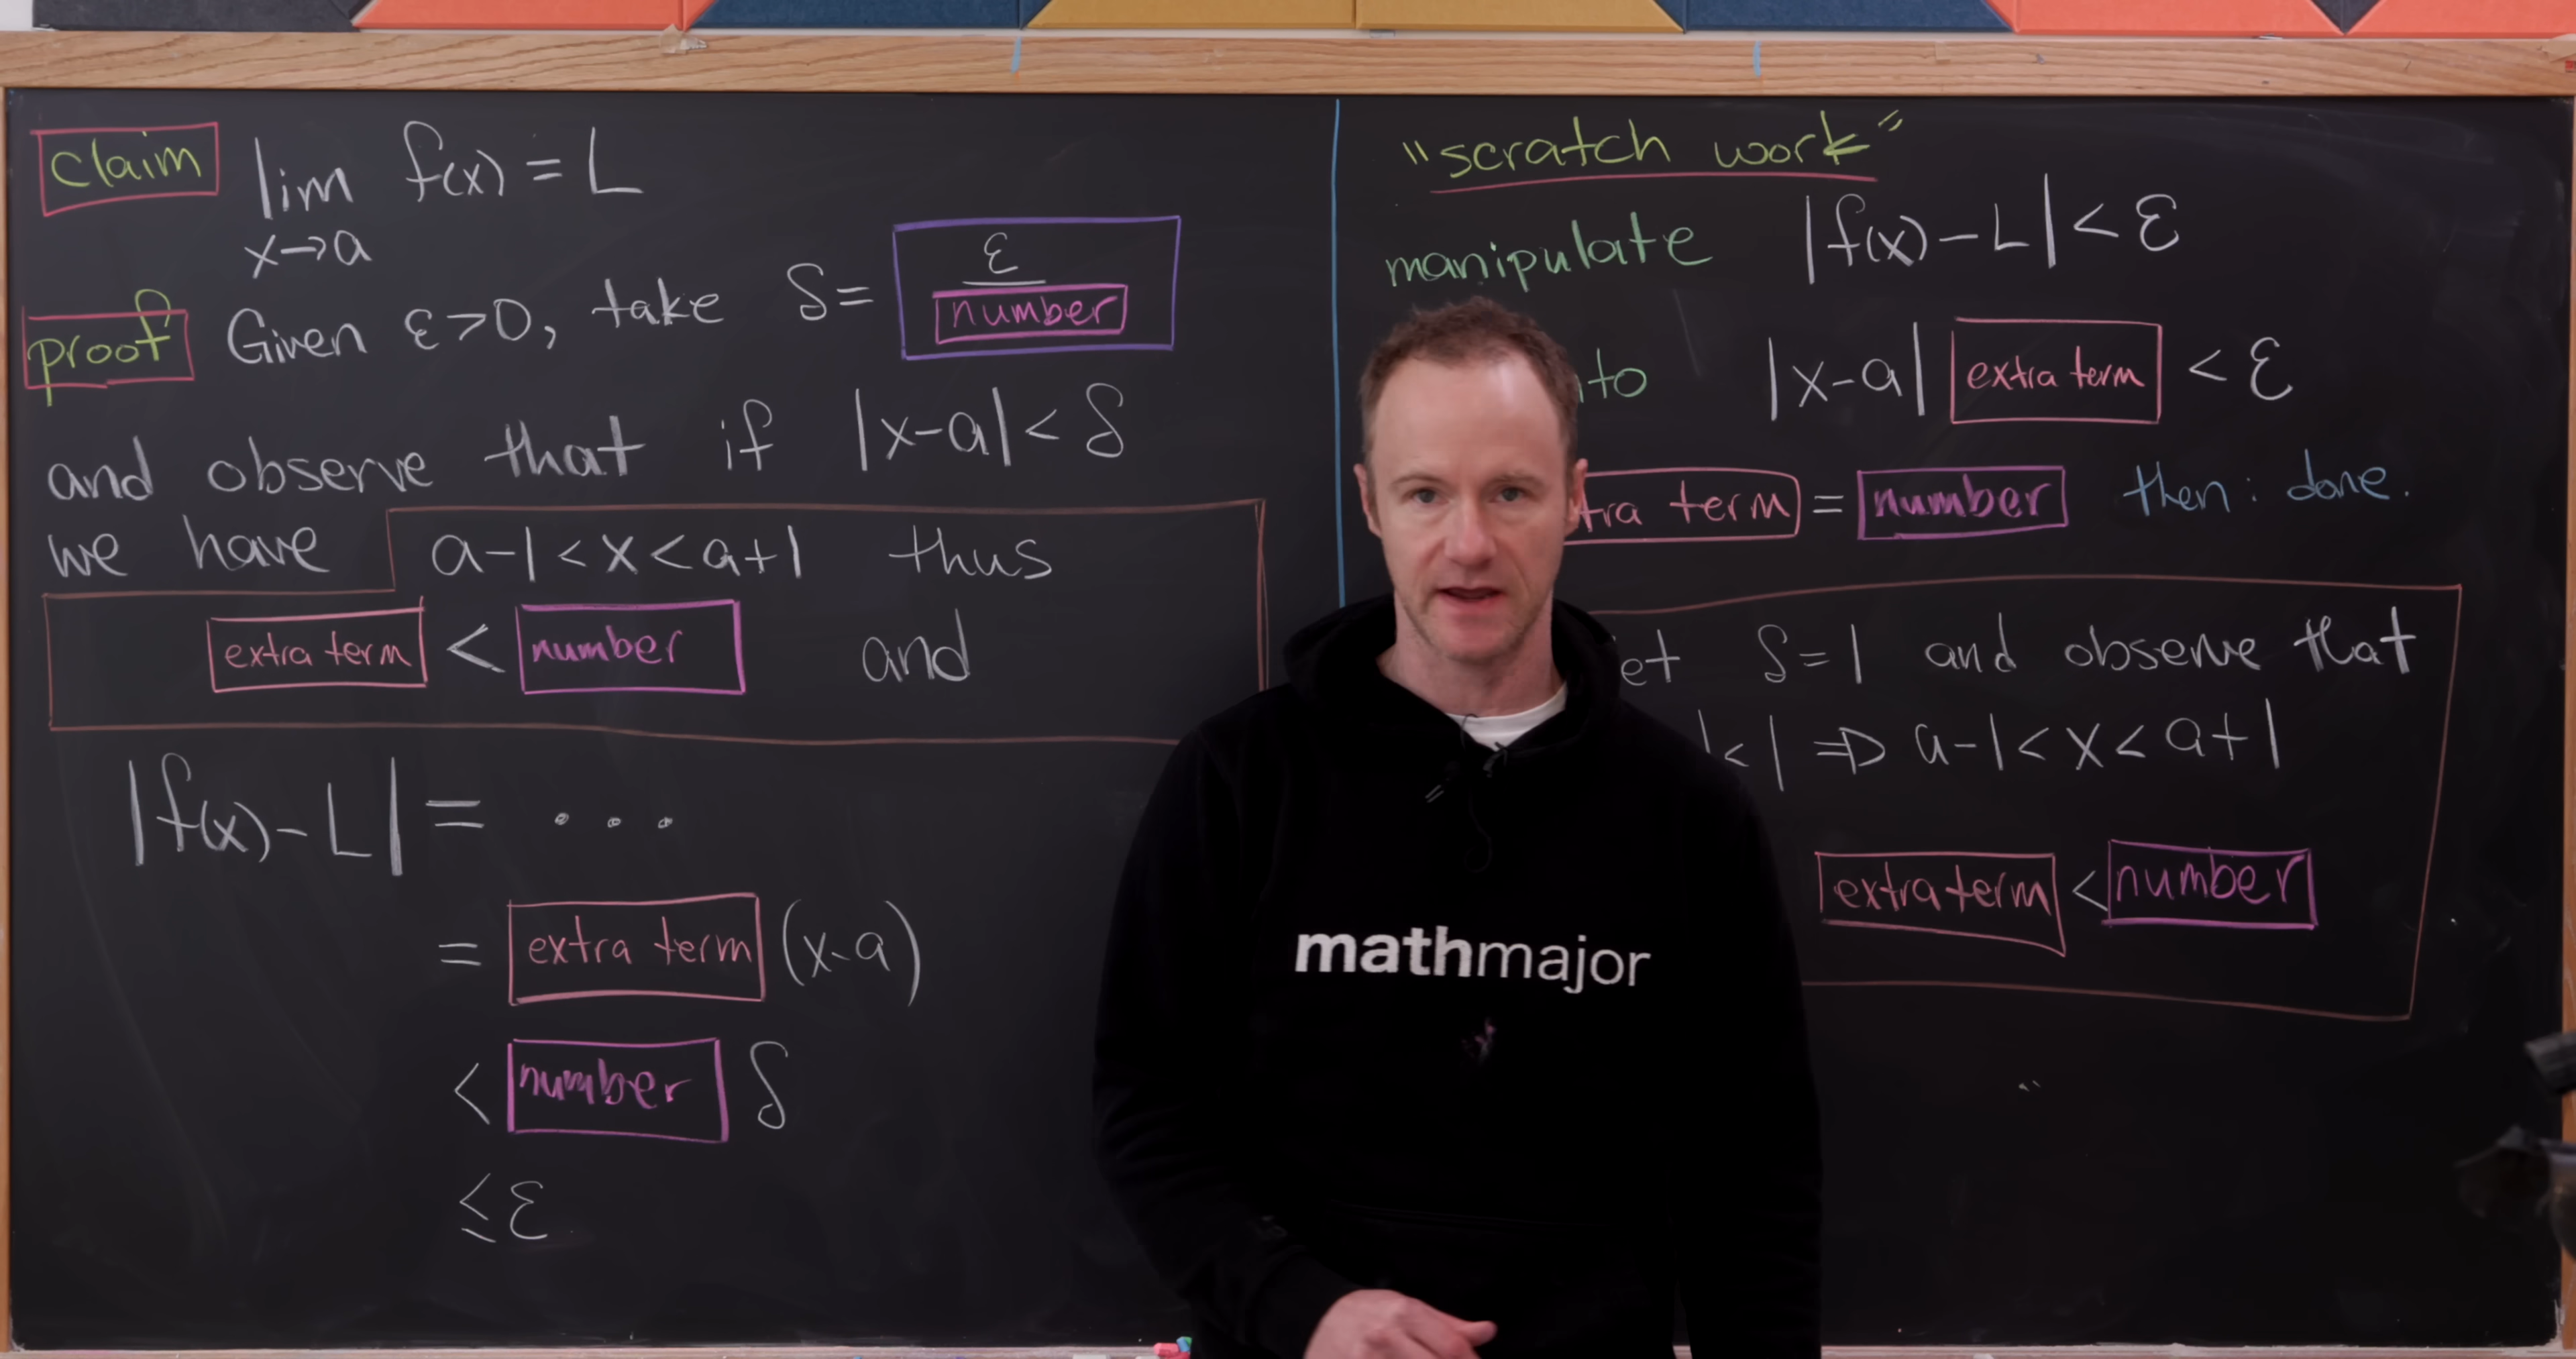 claim lim f(x) = L
x→a
proof Given ε>0, take δ= ε
number
and observe that if |x-a| < δ
we have a-1 < x < a+1 thus
extra term < number and
|f(x)-L| = ...
= extra term (x-a)
< number δ
≤ ε
"scratch work"
manipulate |f(x)-L| < ε
|x-a| extra term < ε
term = number then: done.
δ=1 and observe that
|<1 ⇒ a-1 < x < a+1
extra term < number
mathmajor